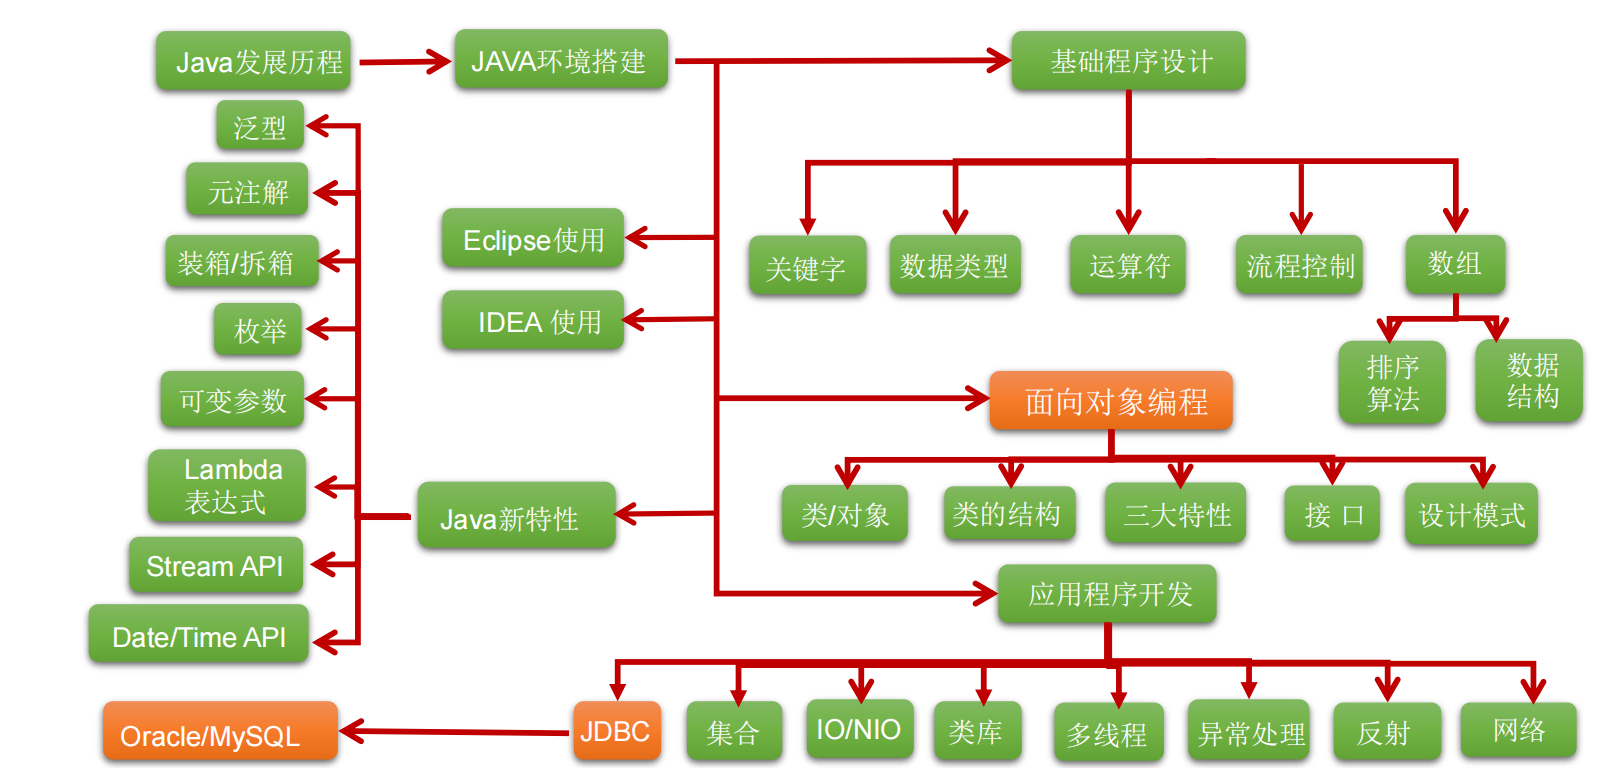 Java发展历程
JAVA环境搭建
基础程序设计
泛型
元注解
装箱/拆箱
枚举
可变参数
Lambda
表达式
Stream API
Date/Time API
Eclipse使用
IDEA 使用
Java新特性
关键字
数据类型
运算符
流程控制
数组
排序
算法
数据
结构
面向对象编程
类/对象
类的结构
三大特性
接 口
设计模式
应用程序开发
Oracle/MySQL
JDBC
集合
IO/NIO
类库
多线程
异常处理
反射
网络